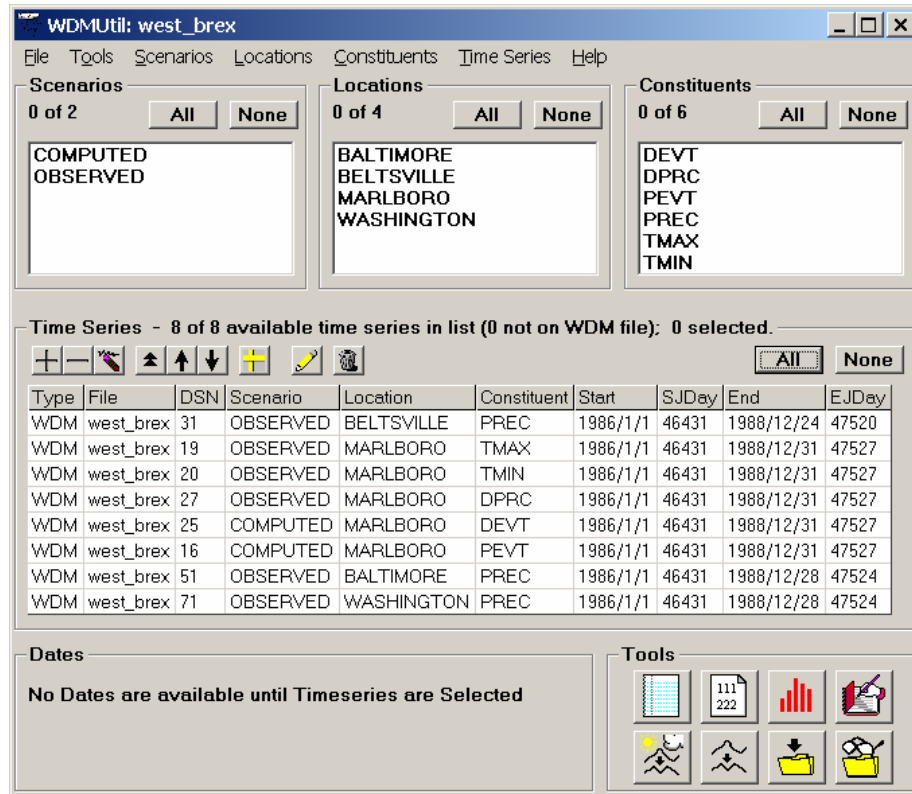 WDMUtil: west_brex
File Tools Scenarios Locations Constituents Time Series Help
Scenarios
0 of 2 All None
COMPUTED
OBSERVED
Locations
0 of 4 All None
BALTIMORE
BELTSVILLE
MARLBORO
WASHINGTON
Constituents
0 of 6 All None
DEVT
DPRC
PEVT
PREC
TMAX
TMIN
Time Series - 8 of 8 available time series in list (0 not on WDM file); 0 selected.
All None
Type File DSN Scenario Location Constituent Start SJDay End EJDay
WDM west_brex 31 OBSERVED BELTSVILLE PREC 1986/1/1 46431 1988/12/24 47520
WDM west_brex 19 OBSERVED MARLBORO TMAX 1986/1/1 46431 1988/12/31 47527
WDM west_brex 20 OBSERVED MARLBORO TMIN 1986/1/1 46431 1988/12/31 47527
WDM west_brex 27 OBSERVED MARLBORO DPRC 1986/1/1 46431 1988/12/31 47527
WDM west_brex 25 COMPUTED MARLBORO DEVT 1986/1/1 46431 1988/12/31 47527
WDM west_brex 16 COMPUTED MARLBORO PEVT 1986/1/1 46431 1988/12/31 47527
WDM west_brex 51 OBSERVED BALTIMORE PREC 1986/1/1 46431 1988/12/28 47524
WDM west_brex 71 OBSERVED WASHINGTON PREC 1986/1/1 46431 1988/12/28 47524
Dates
No Dates are available until Timeseries are Selected
Tools
111
222